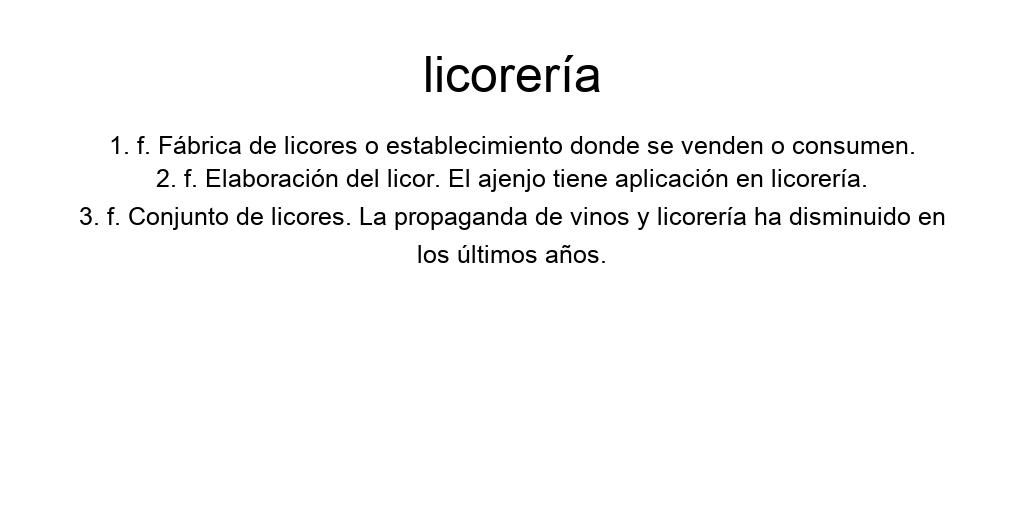 licorería
1. f. Fábrica de licores o establecimiento donde se venden o consumen.
2. f. Elaboración del licor. El ajenjo tiene aplicación en licorería.
3. f. Conjunto de licores. La propaganda de vinos y licorería ha disminuido en
los últimos años.